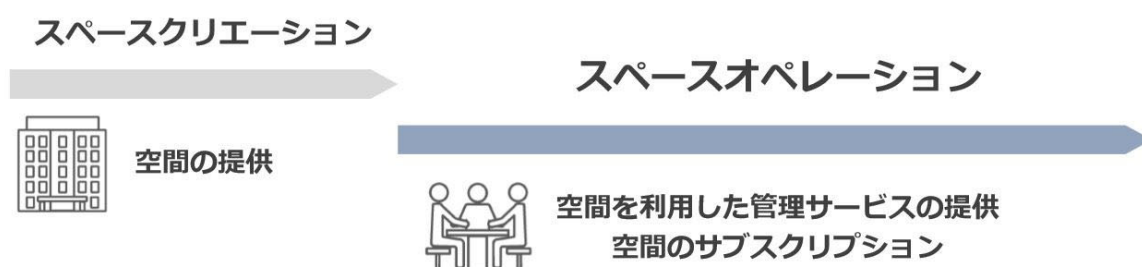 スペースクリエーション
スペースオペレーション
空間の提供
空間を利用した管理サービスの提供
空間のサブスクリプション